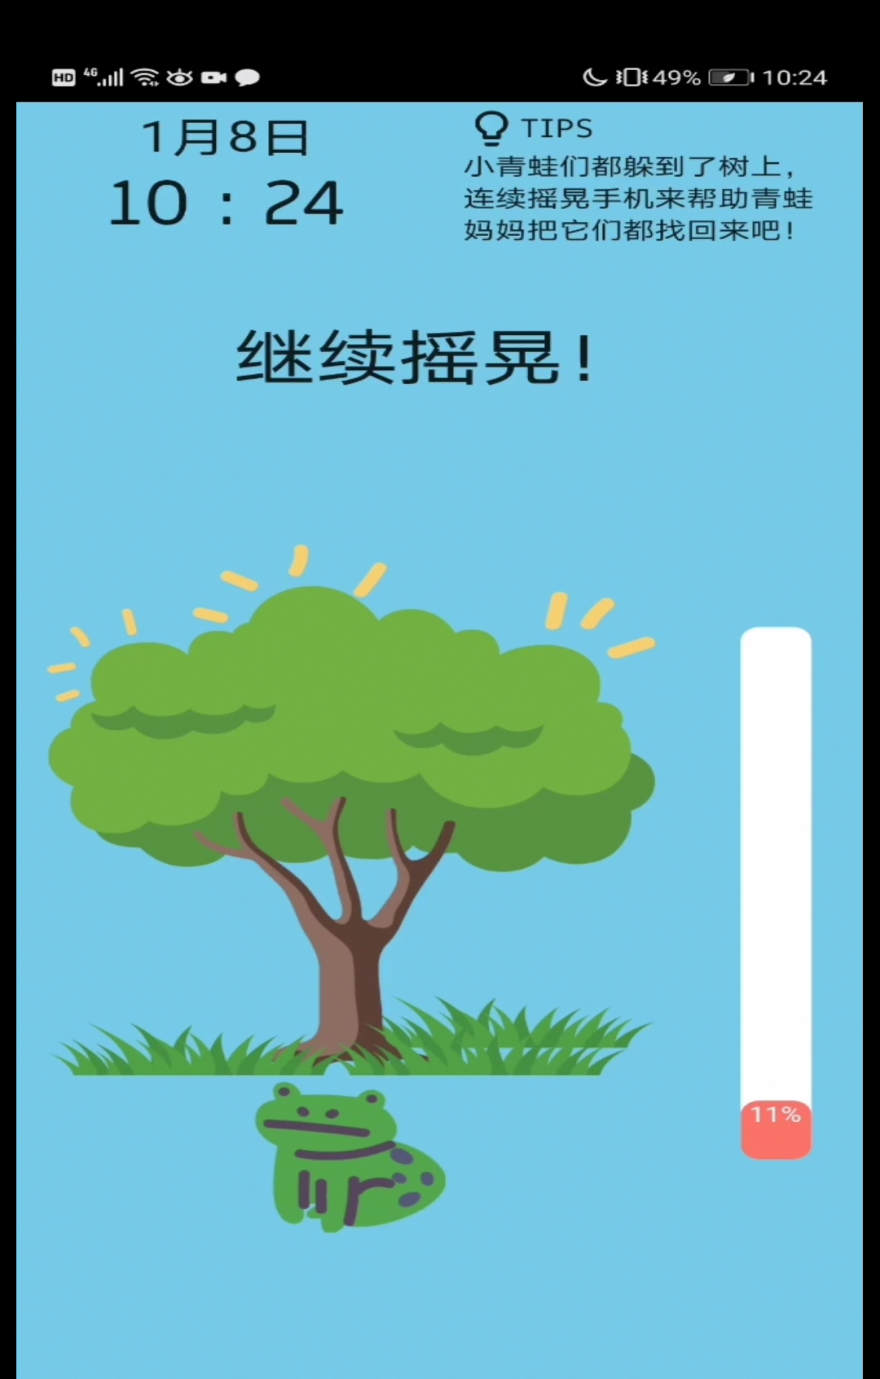 HD 4G 49% 10:24
1月8日
10 : 24
TIPS
小青蛙们都躲到了树上，
连续摇晃手机来帮助青蛙
妈妈把它们都找回来吧！
继续摇晃！
11%